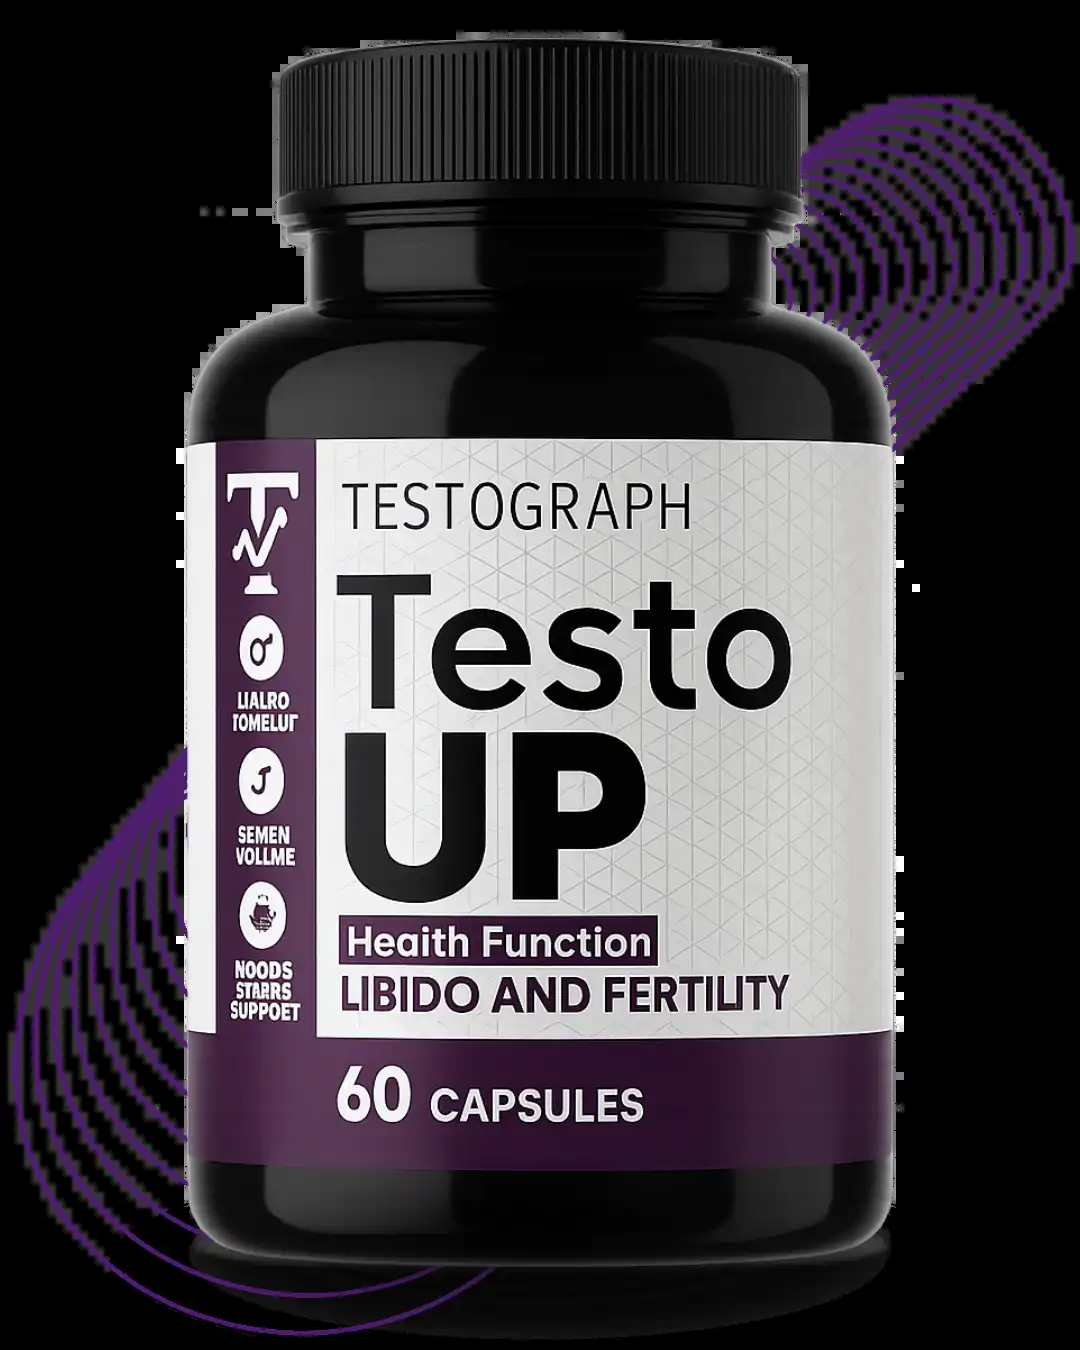 TESTOGRAPH
Testo
UP
Health Function
LIBIDO AND FERTILITY
60 CAPSULES
LIALRO
TOMELUT
SEMEN
VOLLME
NOODS
STARRS
SUPPOET